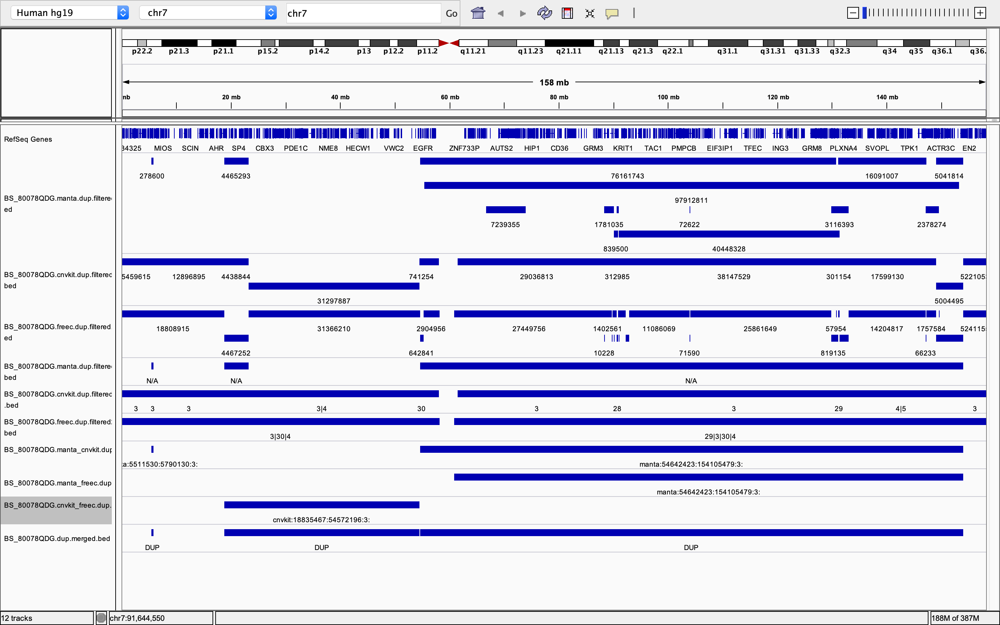 Human hg19 chr7 chr7 Go
p22.2 p21.3 p21.1 p15.2 p14.2 p13 p12.2 p11.2 q11.21 q11.23 q21.11 q21.13 q21.3 q22.1 q31.1 q31.31 q31.33 q32.3 q34 q35 q36.1 q36.
158 mb
mb 20 mb 40 mb 60 mb 80 mb 100 mb 120 mb 140 mb
RefSeq Genes
34325 MIOS SCIN AHR SP4 CBX3 PDE1C NME8 HECW1 VWC2 EGFR ZNF733P AUTS2 HIP1 CD36 GRM3 KRIT1 TAC1 PMPCB EIF3IP1 TFEC ING3 GRM8 PLXNA4 SVOPL TPK1 ACTR3C EN2
278600 4465293 76161743 16091007 5041814
BS_80078QDG.manta.dup.filtere
ed
97912811
7239355 1781035 72622 3116393 2378274
839500 40448328
BS_80078QDG.cnvkit.dup.filtered
bed
5459615 12896895 4438844 741254 29036813 312985 38147529 301154 17599130 522105
31297887 5004495
BS_80078QDG.freec.dup.filtered.
ed
18808915 31366210 2904956 27449756 1402561 11086069 25861649 57954 14204817 1757584 524115
4467252 642841 10228 71590 819135 66233
BS_80078QDG.manta.dup.filtere
bed
N/A N/A N/A
BS_80078QDG.cnvkit.dup.filtered
.bed
3 3 3 3|4 30 3 28 3 29 4|5 3
BS_80078QDG.freec.dup.filtered
bed
3|30|4 29|3|30|4
BS_80078QDG.manta_cnvkit.dup
ta:5511530:5790130:3: manta:54642423:154105479:3:
BS_80078QDG.manta_freec.dup
manta:54642423:154105479:3:
BS_80078QDG.cnvkit_freec.dup.
cnvkit:18835467:54572196:3:
BS_80078QDG.dup.merged.bed
DUP DUP DUP
12 tracks chr7:91,644,550 188M of 387M